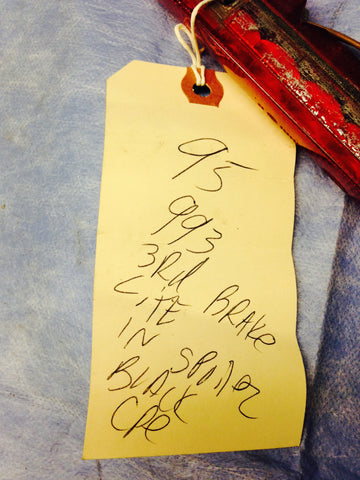 95
993
3Rd BRAKE
LITE
IN
SPOILER
BLACK
CPE